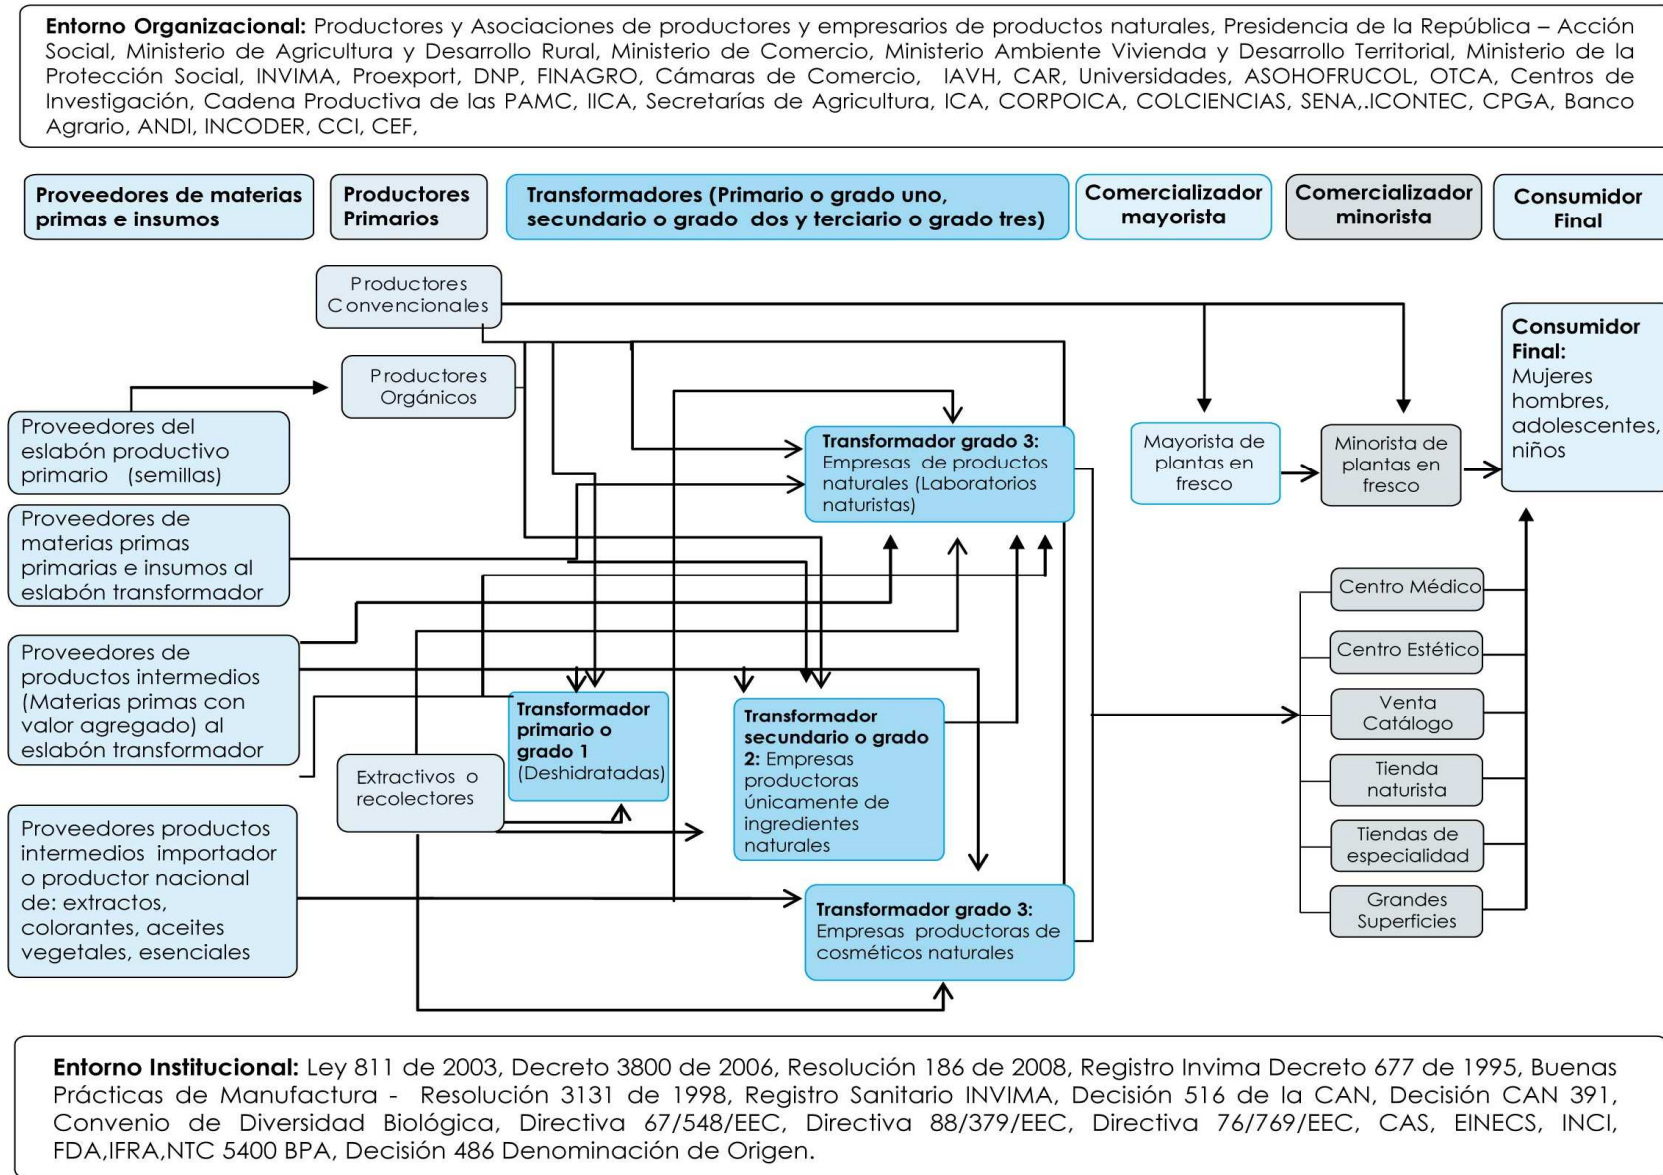 Entorno Organizacional: Productores y Asociaciones de productores y empresarios de productos naturales, Presidencia de la República – Acción
Social, Ministerio de Agricultura y Desarrollo Rural, Ministerio de Comercio, Ministerio Ambiente Vivienda y Desarrollo Territorial, Ministerio de la
Protección Social, INVIMA, Proexport, DNP, FINAGRO, Cámaras de Comercio, IAVH, CAR, Universidades, ASOHOFRUCOL, OTCA, Centros de
Investigación, Cadena Productiva de las PAMC, IICA, Secretarías de Agricultura, ICA, CORPOICA, COLCIENCIAS, SENA,.ICONTEC, CPGA, Banco
Agrario, ANDI, INCODER, CCI, CEF,
Proveedores de materias
primas e insumos
Productores
Primarios
Transformadores (Primario o grado uno,
secundario o grado dos y terciario o grado tres)
Comercializador
mayorista
Comercializador
minorista
Consumidor
Final
Productores
Convencionales
Productores
Orgánicos
Proveedores del
eslabón productivo
primario (semillas)
Proveedores de
materias primas
primarias e insumos al
eslabón transformador
Proveedores de
productos intermedios
(Materias primas con
valor agregado) al
eslabón transformador
Proveedores productos
intermedios importador
o productor nacional
de: extractos,
colorantes, aceites
vegetales, esenciales
Extractivos o
recolectores
Transformador
primario o
grado 1
(Deshidratadas)
Transformador
secundario o grado
2: Empresas
productoras
únicamente de
ingredientes
naturales
Transformador grado 3:
Empresas de productos
naturales (Laboratorios
naturistas)
Transformador grado 3:
Empresas productoras de
cosméticos naturales
Mayorista de
plantas en
fresco
Minorista de
plantas en
fresco
Consumidor
Final:
Mujeres
hombres,
adolescentes,
niños
Centro Médico
Centro Estético
Venta
Catálogo
Tienda
naturista
Tiendas de
especialidad
Grandes
Superficies
Entorno Institucional: Ley 811 de 2003, Decreto 3800 de 2006, Resolución 186 de 2008, Registro Invima Decreto 677 de 1995, Buenas
Prácticas de Manufactura - Resolución 3131 de 1998, Registro Sanitario INVIMA, Decisión 516 de la CAN, Decisión CAN 391,
Convenio de Diversidad Biológica, Directiva 67/548/EEC, Directiva 88/379/EEC, Directiva 76/769/EEC, CAS, EINECS, INCI,
FDA,IFRA,NTC 5400 BPA, Decisión 486 Denominación de Origen.